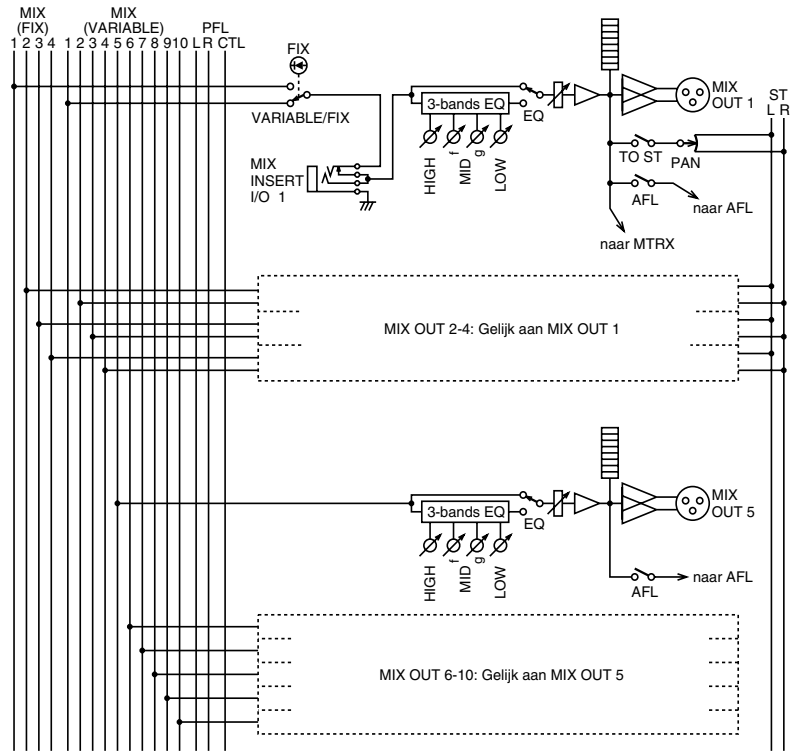 MIX
(FIX)
MIX
(VARIABLE)
PFL
1 2 3 4 1 2 3 4 5 6 7 8 9 10 L R CTL
FIX
VARIABLE/FIX
MIX
INSERT
I/O 1
3-bands EQ
EQ
HIGH
f
MID
g
LOW
MIX
OUT 1
ST
L R
TO ST
PAN
AFL
naar AFL
naar MTRX
MIX OUT 2-4: Gelijk aan MIX OUT 1
3-bands EQ
EQ
HIGH
f
MID
g
LOW
MIX
OUT 5
AFL
naar AFL
MIX OUT 6-10: Gelijk aan MIX OUT 5